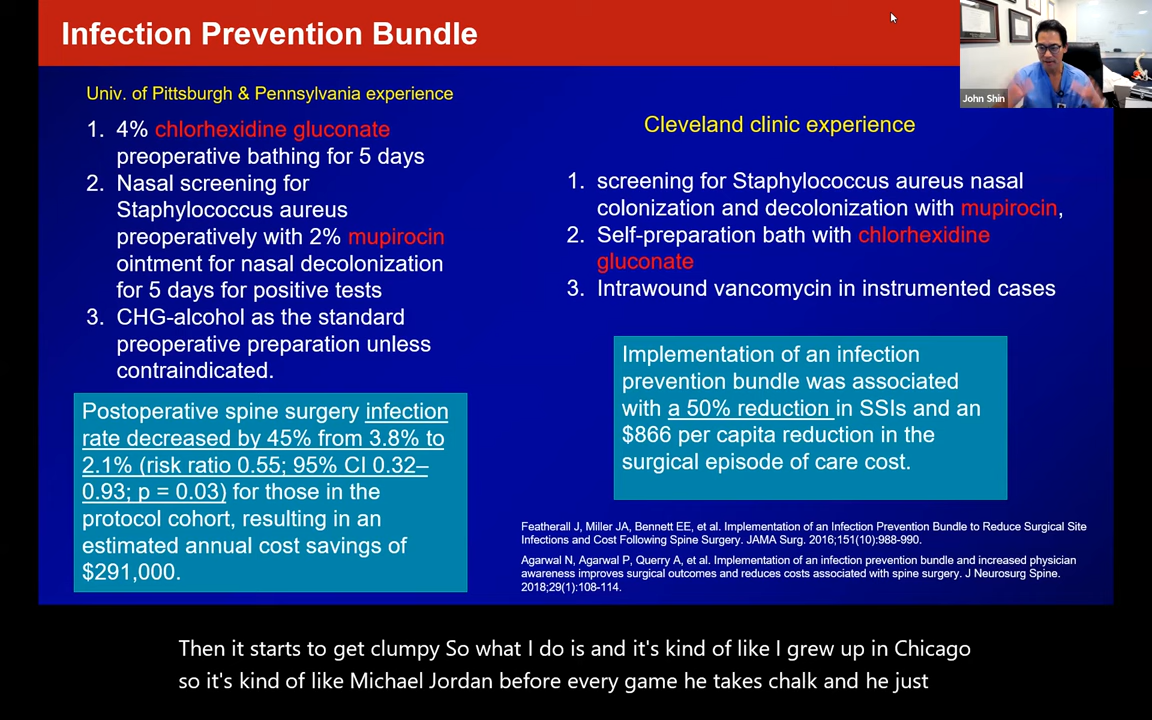 Infection Prevention Bundle
John Shin
Univ. of Pittsburgh & Pennsylvania experience
1. 4% chlorhexidine gluconate
preoperative bathing for 5 days
2. Nasal screening for
Staphylococcus aureus
preoperatively with 2% mupirocin
ointment for nasal decolonization
for 5 days for positive tests
3. CHG-alcohol as the standard
preoperative preparation unless
contraindicated.
Postoperative spine surgery infection
rate decreased by 45% from 3.8% to
2.1% (risk ratio 0.55; 95% CI 0.32–
0.93; p = 0.03) for those in the
protocol cohort, resulting in an
estimated annual cost savings of
$291,000.
Cleveland clinic experience
1. screening for Staphylococcus aureus nasal
colonization and decolonization with mupirocin,
2. Self-preparation bath with chlorhexidine
gluconate
3. Intrawound vancomycin in instrumented cases
Implementation of an infection
prevention bundle was associated
with a 50% reduction in SSIs and an
$866 per capita reduction in the
surgical episode of care cost.
Featherall J, Miller JA, Bennett EE, et al. Implementation of an Infection Prevention Bundle to Reduce Surgical Site
Infections and Cost Following Spine Surgery. JAMA Surg. 2016;151(10):988-990.
Agarwal N, Agarwal P, Querry A, et al. Implementation of an infection prevention bundle and increased physician
awareness improves surgical outcomes and reduces costs associated with spine surgery. J Neurosurg Spine.
2018;29(1):108-114.
Then it starts to get clumpy So what I do is and it's kind of like I grew up in Chicago
so it's kind of like Michael Jordan before every game he takes chalk and he just